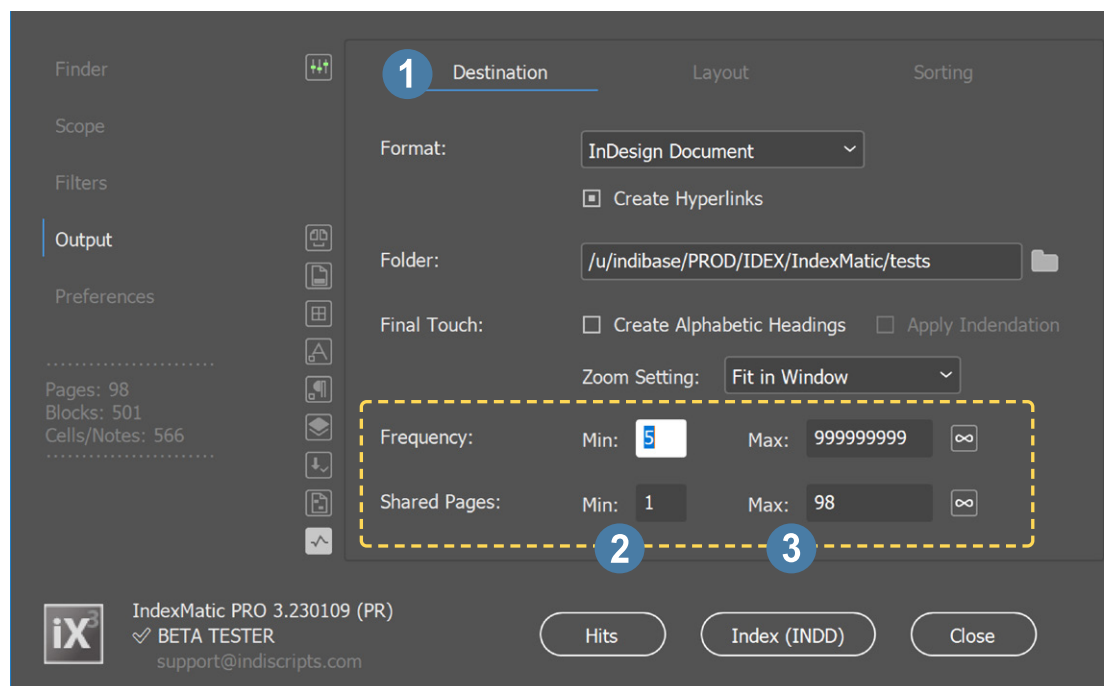 Finder
Scope
Filters
Output
Preferences
Pages: 98
Blocks: 501
Cells/Notes: 566
1 Destination Layout Sorting
Format: InDesign Document
Create Hyperlinks
Folder: /u/indibase/PROD/IDEX/IndexMatic/tests
Final Touch: Create Alphabetic Headings Apply Indendation
Zoom Setting: Fit in Window
Frequency: Min: 5 Max: 999999999 ∞
Shared Pages: Min: 1 Max: 98 ∞
2 3
iX3
IndexMatic PRO 3.230109 (PR)
BETA TESTER
support@indiscripts.com
Hits Index (INDD) Close